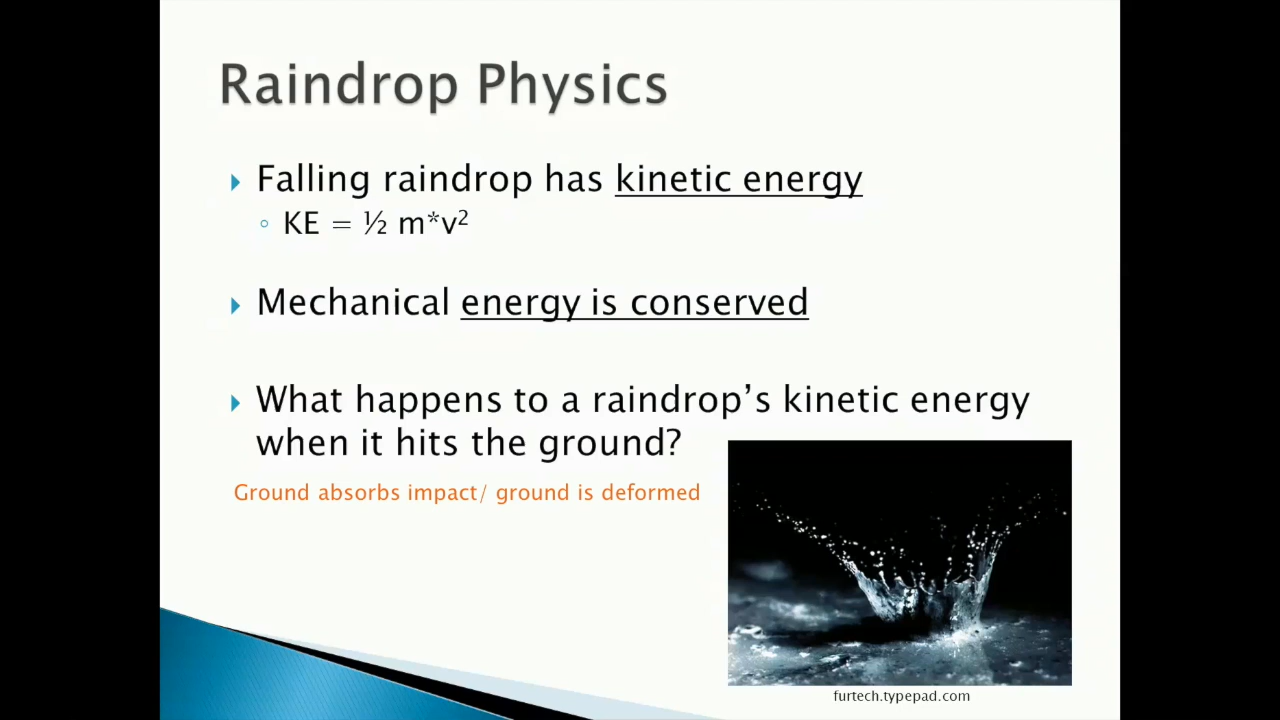 Raindrop Physics
Falling raindrop has kinetic energy
KE = ½ m*v²
Mechanical energy is conserved
What happens to a raindrop’s kinetic energy
when it hits the ground?
Ground absorbs impact/ ground is deformed
furtech.typepad.com